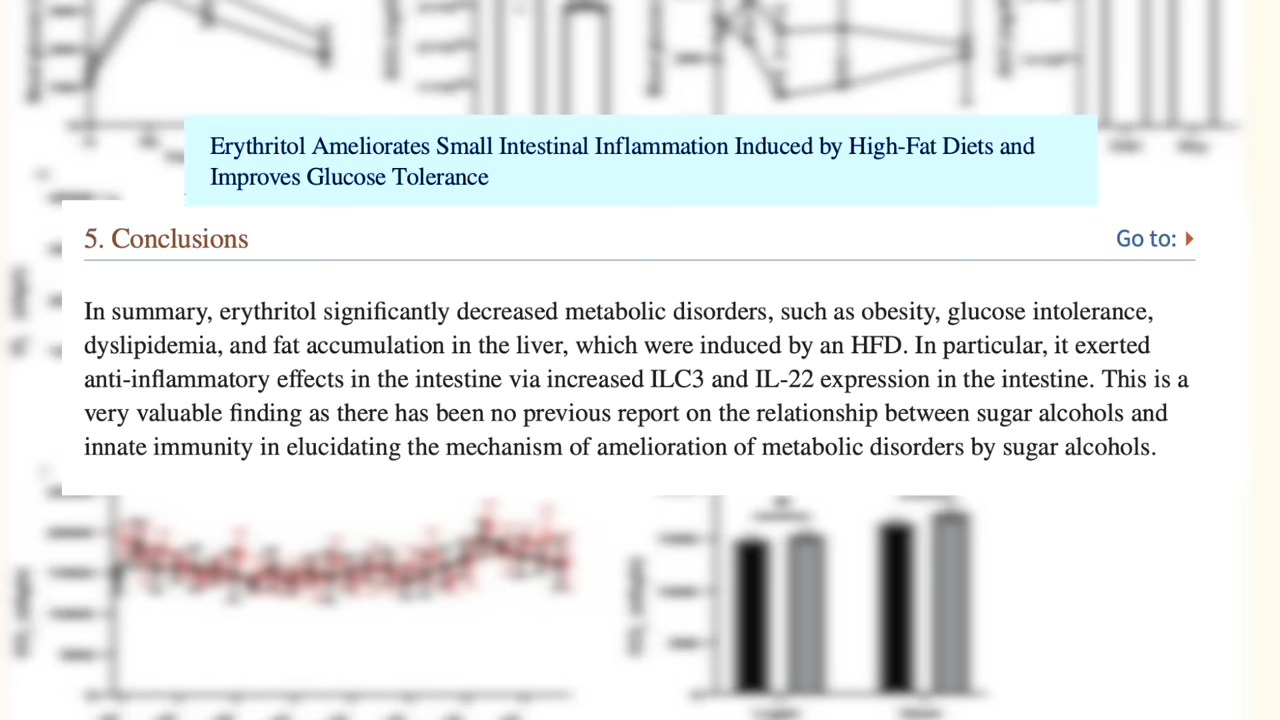 Erythritol Ameliorates Small Intestinal Inflammation Induced by High-Fat Diets and
Improves Glucose Tolerance
5. Conclusions
Go to:
In summary, erythritol significantly decreased metabolic disorders, such as obesity, glucose intolerance,
dyslipidemia, and fat accumulation in the liver, which were induced by an HFD. In particular, it exerted
anti-inflammatory effects in the intestine via increased ILC3 and IL-22 expression in the intestine. This is a
very valuable finding as there has been no previous report on the relationship between sugar alcohols and
innate immunity in elucidating the mechanism of amelioration of metabolic disorders by sugar alcohols.